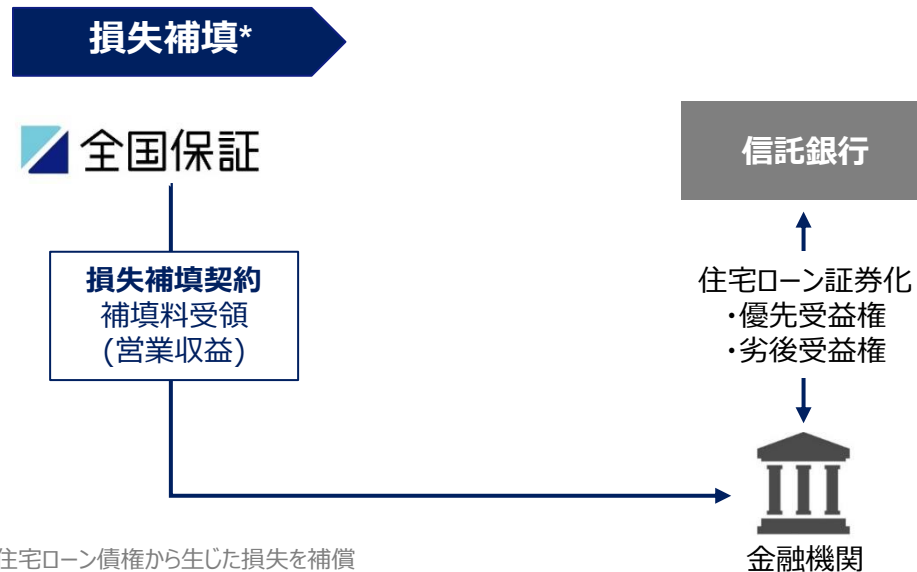 損失補填*
全国保証
信託銀行
損失補填契約
補填料受領
(営業収益)
住宅ローン証券化
・優先受益権
・劣後受益権
金融機関
住宅ローン債権から生じた損失を補償